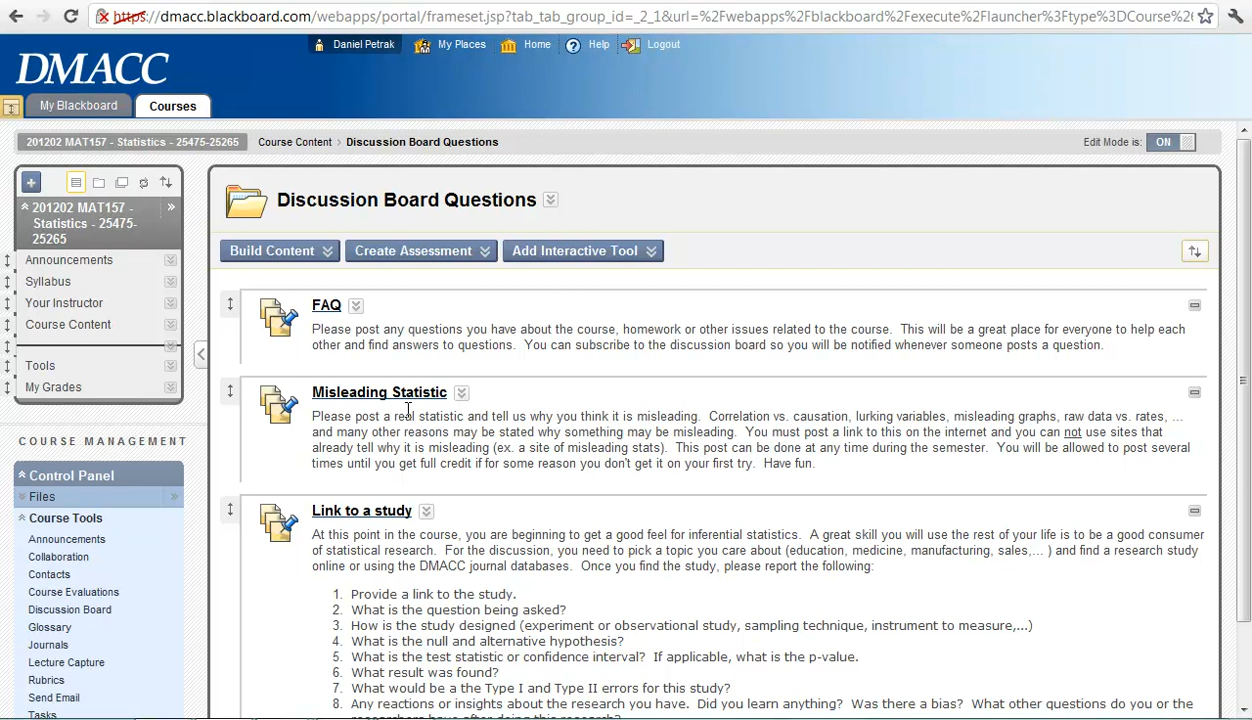 https://dmacc.blackboard.com/webapps/portal/frameset.jsp?tab_tab_group_id=_2_1&url=%2Fwebapps%2Fblackboard%2Fexecute%2Flauncher%3Ftype%3DCourse%26
Daniel Petrak My Places Home Help Logout
DMACC
My Blackboard Courses
201202 MAT157 - Statistics - 25475-25265 Course Content > Discussion Board Questions Edit Mode is: ON
201202 MAT157 -
Statistics - 25475-
25265
Announcements
Syllabus
Your Instructor
Course Content
Tools
My Grades
COURSE MANAGEMENT
Control Panel
Files
Course Tools
Announcements
Collaboration
Contacts
Course Evaluations
Discussion Board
Glossary
Journals
Lecture Capture
Rubrics
Send Email
Tasks
Discussion Board Questions
Build Content Create Assessment Add Interactive Tool
FAQ
Please post any questions you have about the course, homework or other issues related to the course. This will be a great place for everyone to help each
other and find answers to questions. You can subscribe to the discussion board so you will be notified whenever someone posts a question.
Misleading Statistic
Please post a real statistic and tell us why you think it is misleading. Correlation vs. causation, lurking variables, misleading graphs, raw data vs. rates, ...
and many other reasons may be stated why something may be misleading. You must post a link to this on the internet and you can not use sites that
already tell why it is misleading (ex. a site of misleading stats). This post can be done at any time during the semester. You will be allowed to post several
times until you get full credit if for some reason you don't get it on your first try. Have fun.
Link to a study
At this point in the course, you are beginning to get a good feel for inferential statistics. A great skill you will use the rest of your life is to be a good consumer
of statistical research. For the discussion, you need to pick a topic you care about (education, medicine, manufacturing, sales,... ) and find a research study
online or using the DMACC journal databases. Once you find the study, please report the following:
1. Provide a link to the study.
2. What is the question being asked?
3. How is the study designed (experiment or observational study, sampling technique, instrument to measure,...)
4. What is the null and alternative hypothesis?
5. What is the test statistic or confidence interval? If applicable, what is the p-value.
6. What result was found?
7. What would be a the Type I and Type II errors for this study?
8. Any reactions or insights about the research you have. Did you learn anything? Was there a bias? What other questions do you or the
researchers have after doing this research?